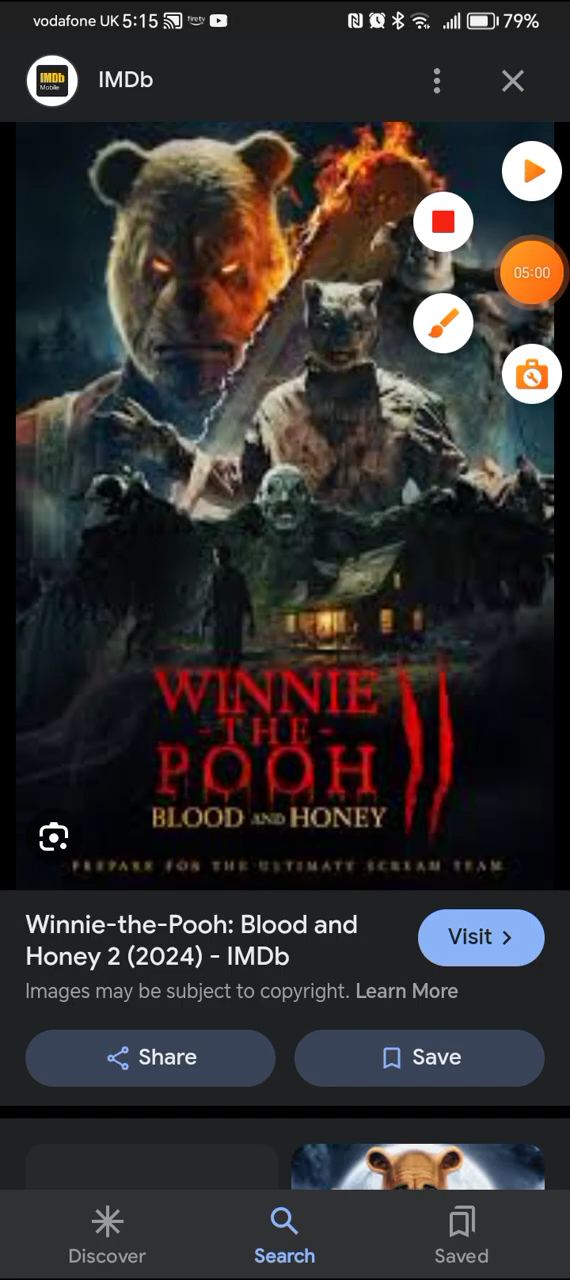 vodafone UK 5:15 firetv 79%
IMDb
Mobile
IMDb
05:00
WINNIE
-THE-
POOH II
BLOOD AND HONEY
PREPARE FOR THE ULTIMATE SCREAM TEAM
Winnie-the-Pooh: Blood and
Honey 2 (2024) - IMDb
Visit
Images may be subject to copyright. Learn More
Share
Save
Discover
Search
Saved